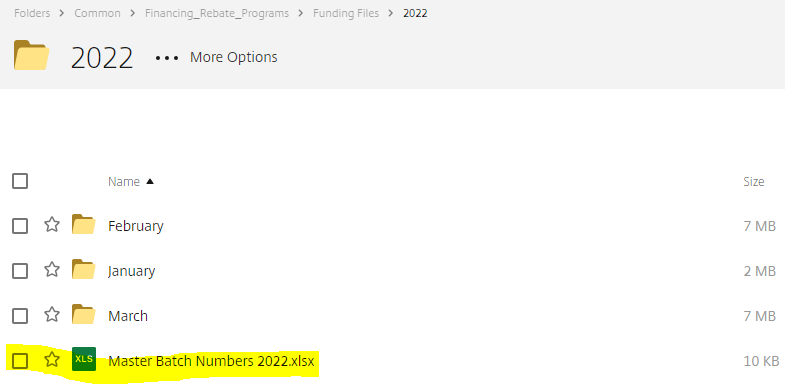 Folders > Common > Financing_Rebate_Programs > Funding Files > 2022
2022 ••• More Options
Name ▲ Size
February 7 MB
January 2 MB
March 7 MB
XLS Master Batch Numbers 2022.xlsx 10 KB